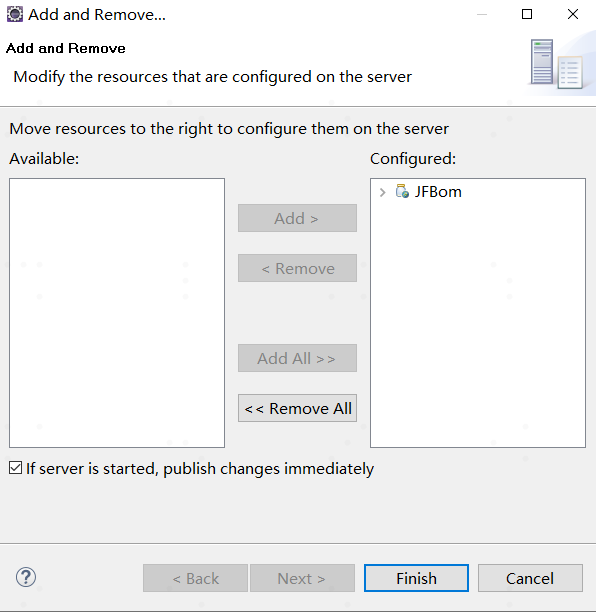 Add and Remove...
Add and Remove
Modify the resources that are configured on the server
Move resources to the right to configure them on the server
Available:
Configured:
JFBom
Add >
< Remove
Add All >>
<< Remove All
If server is started, publish changes immediately
?
< Back
Next >
Finish
Cancel